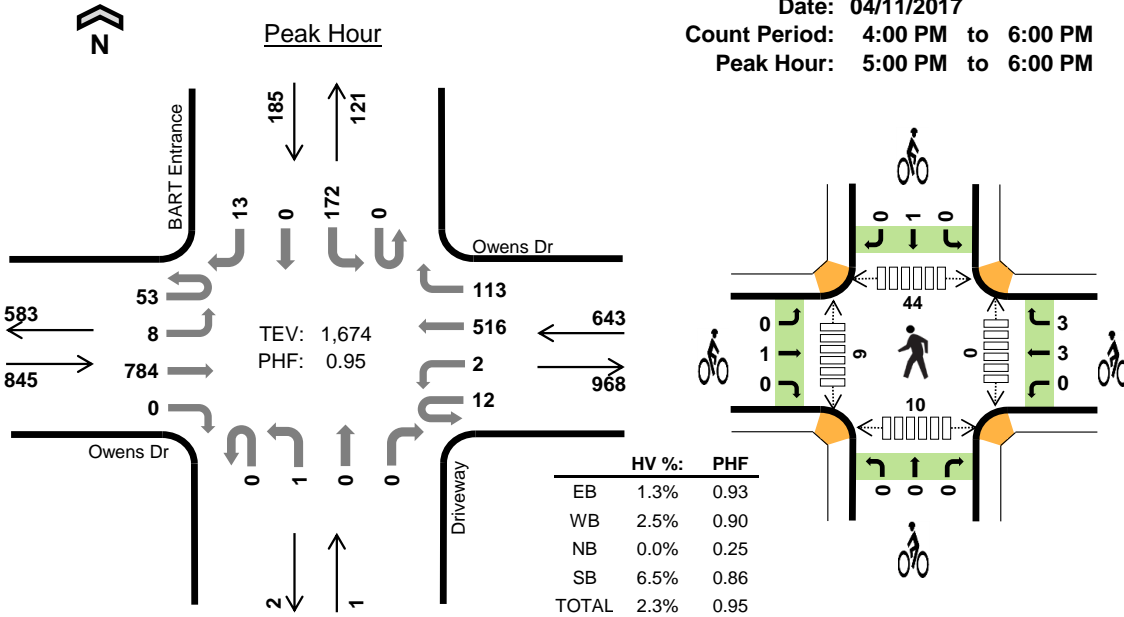 Date: 04/11/2017
Count Period: 4:00 PM to 6:00 PM
Peak Hour: 5:00 PM to 6:00 PM
N
Peak Hour
185
121
BART Entrance
13
0
172
0
Owens Dr
53
8
784
0
583
845
TEV: 1,674
PHF: 0.95
113
516
2
12
643
968
Owens Dr
0
1
0
0
Driveway
2
1
HV %: PHF
EB 1.3% 0.93
WB 2.5% 0.90
NB 0.0% 0.25
SB 6.5% 0.86
TOTAL 2.3% 0.95
0 1 0
44
0
1
0
9
0
3
3
0
10
0 0 0